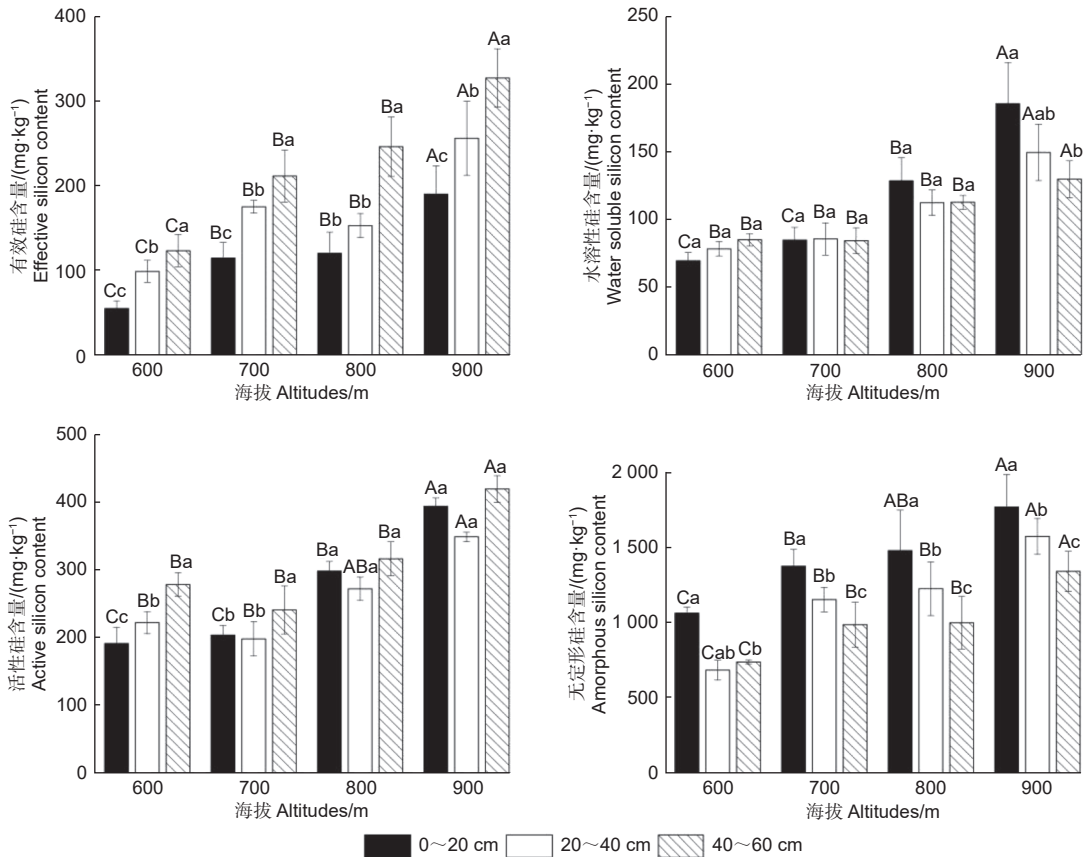 有效硅含量/(mg·kg⁻¹)
Effective silicon content
400
300
200
100
0
Cc
Cb
Ca
Bc
Bb
Ba
Bb
Bb
Ba
Ac
Ab
Aa
600
700
800
900
海拔 Altitudes/m
水溶性硅含量/(mg·kg⁻¹)
Water soluble silicon content
250
200
150
100
50
0
Ca
Ba
Ba
Ca
Ba
Ba
Ba
Ba
Ba
Aa
Aab
Ab
600
700
800
900
海拔 Altitudes/m
活性硅含量/(mg·kg⁻¹)
Active silicon content
500
400
300
200
100
0
Cc
Bb
Ba
Cb
Bb
Ba
Ba
ABa
Ba
Aa
Aa
Aa
600
700
800
900
海拔 Altitudes/m
无定形硅含量/(mg·kg⁻¹)
Amorphous silicon content
2 000
1 500
1 000
500
0
Ca
Cab
Cb
Ba
Bb
Bc
ABa
Bb
Bc
Aa
Ab
Ac
600
700
800
900
海拔 Altitudes/m
0～20 cm
20～40 cm
40～60 cm